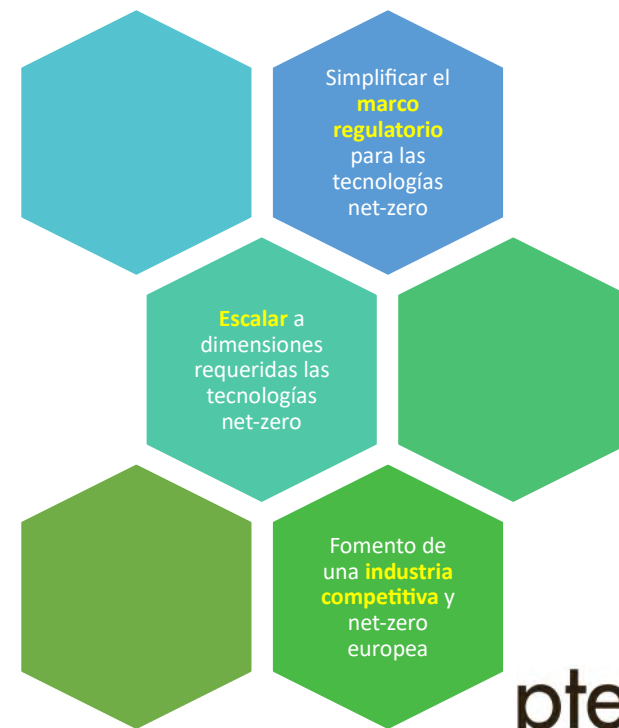 Simplificar el
marco
regulatorio
para las
tecnologías
net-zero
Escalar a
dimensiones
requeridas las
tecnologías
net-zero
Fomento de
una industria
competitiva y
net-zero
europea
pte